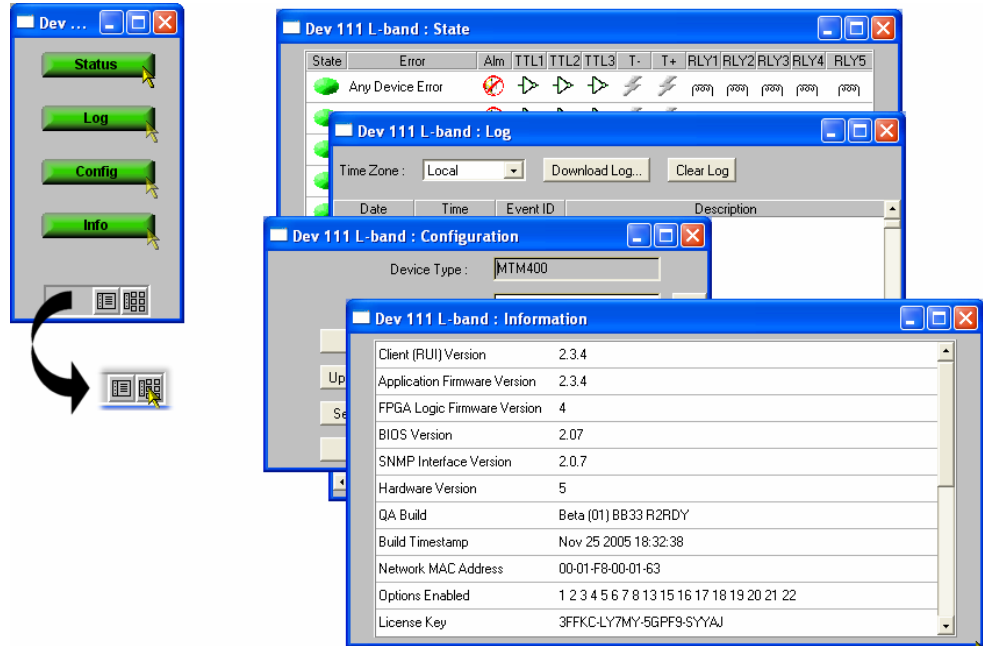 Dev ...
Status
Log
Config
Info
Dev 111 L-band : State
State Error Alm TTL1 TTL2 TTL3 T- T+ RLY1 RLY2 RLY3 RLY4 RLY5
Any Device Error
Dev 111 L-band : Log
Time Zone : Local Download Log... Clear Log
Date Time Event ID Description
Dev 111 L-band : Configuration
Device Type : MTM400
Up
Se
Dev 111 L-band : Information
Client (RUI) Version 2.3.4
Application Firmware Version 2.3.4
FPGA Logic Firmware Version 4
BIOS Version 2.07
SNMP Interface Version 2.0.7
Hardware Version 5
QA Build Beta (01) BB33 R2RDY
Build Timestamp Nov 25 2005 18:32:38
Network MAC Address 00-01-F8-00-01-63
Options Enabled 1 2 3 4 5 6 7 8 13 15 16 17 18 19 20 21 22
License Key 3FFKC-LY7MY-5GPF9-SYYAJ